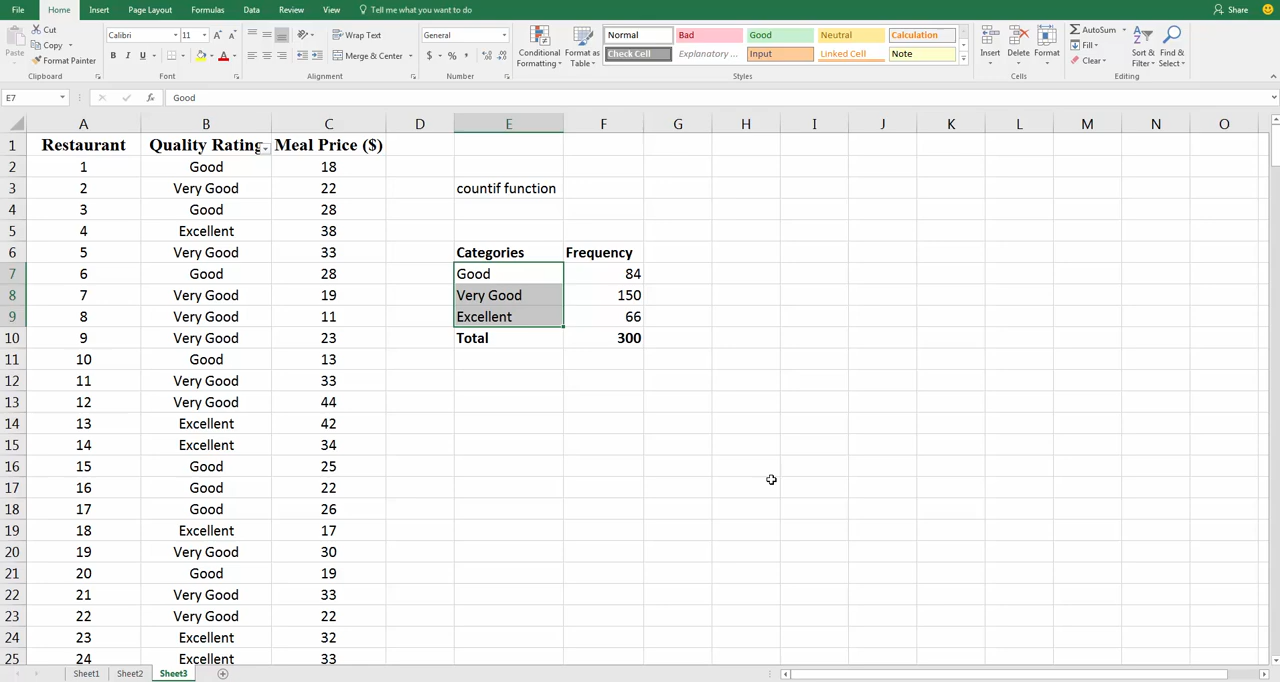 File Home Insert Page Layout Formulas Data Review View Tell me what you want to do Share
Paste Cut Copy Format Painter Clipboard
Calibri 11 B I U A A A Font
Wrap Text Merge & Center Alignment
General $ % Number
Conditional Formatting Format as Table
Normal Bad Good Neutral Calculation
Check Cell Explanatory ... Input Linked Cell Note
Styles
Insert Delete Format Cells
AutoSum Fill Clear Sort & Filter Find & Select Editing
E7 fx Good
A B C D E F G H I J K L M N O
1 Restaurant Quality Rating Meal Price ($)
2 1 Good 18
3 2 Very Good 22 countif function
4 3 Good 28
5 4 Excellent 38
6 5 Very Good 33 Categories Frequency
7 6 Good 28 Good 84
8 7 Very Good 19 Very Good 150
9 8 Very Good 11 Excellent 66
10 9 Very Good 23 Total 300
11 10 Good 13
12 11 Very Good 33
13 12 Very Good 44
14 13 Excellent 42
15 14 Excellent 34
16 15 Good 25
17 16 Good 22
18 17 Good 26
19 18 Excellent 17
20 19 Very Good 30
21 20 Good 19
22 21 Very Good 33
23 22 Very Good 22
24 23 Excellent 32
25 24 Excellent 33
Sheet1 Sheet2 Sheet3